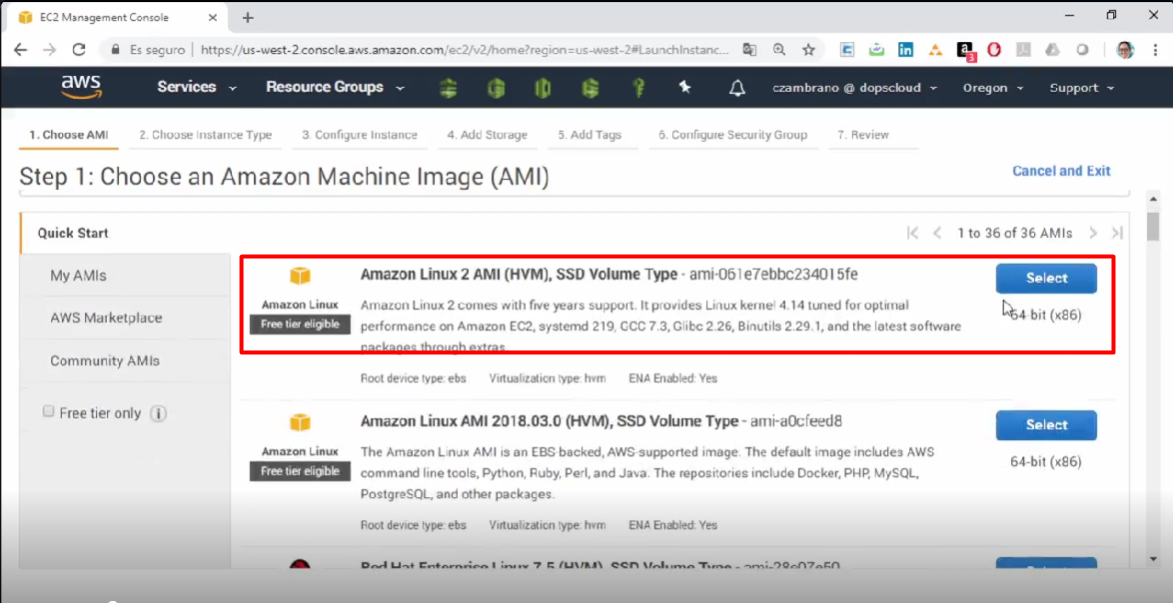 EC2 Management Console
Es seguro | https://us-west-2.console.aws.amazon.com/ec2/v2/home?region=us-west-2#LaunchInstanc...
3
aws Services Resource Groups czambrano @ dopscloud Oregon Support
1. Choose AMI 2. Choose Instance Type 3. Configure Instance 4. Add Storage 5. Add Tags 6. Configure Security Group 7. Review
Step 1: Choose an Amazon Machine Image (AMI) Cancel and Exit
Quick Start 1 to 36 of 36 AMIs
My AMIs
AWS Marketplace
Community AMIs
Free tier only
Amazon Linux 2 AMI (HVM), SSD Volume Type - ami-061e7ebbc234015fe Select
Amazon Linux
Free tier eligible
Amazon Linux 2 comes with five years support. It provides Linux kernel 4.14 tuned for optimal
performance on Amazon EC2, systemd 219, GCC 7.3, Glibc 2.26, Binutils 2.29.1, and the latest software
packages through extras.
64-bit (x86)
Root device type: ebs Virtualization type: hvm ENA Enabled: Yes
Amazon Linux AMI 2018.03.0 (HVM), SSD Volume Type - ami-a0cfeed8 Select
Amazon Linux
Free tier eligible
The Amazon Linux AMI is an EBS-backed, AWS-supported image. The default image includes AWS
command line tools, Python, Ruby, Perl, and Java. The repositories include Docker, PHP, MySQL,
PostgreSQL, and other packages.
64-bit (x86)
Root device type: ebs Virtualization type: hvm ENA Enabled: Yes
Red Hat Enterprise Linux 7.5 (HVM), SSD Volume Type - ami-28e07e50